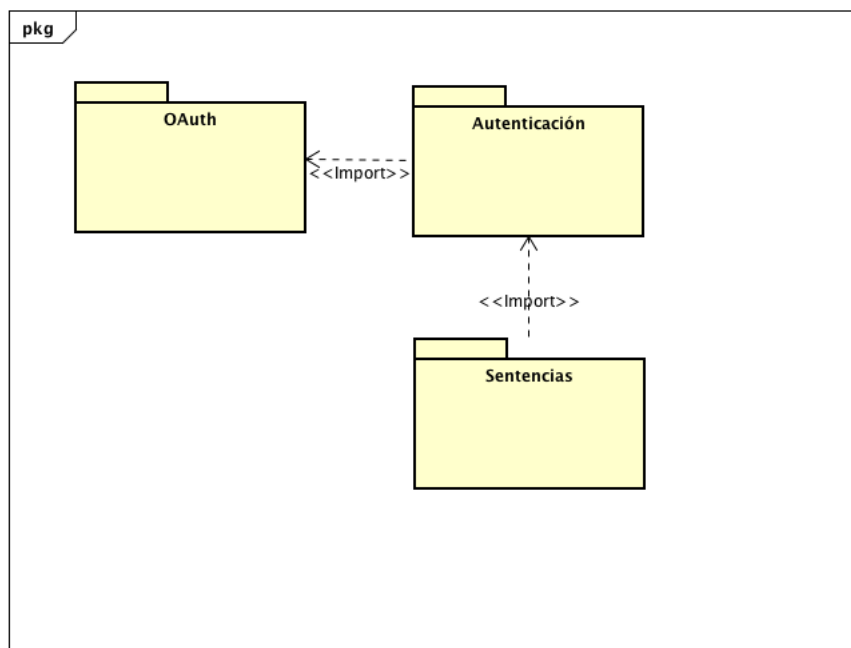 pkg
OAuth
Autenticación
<<Import>>
<<Import>>
Sentencias